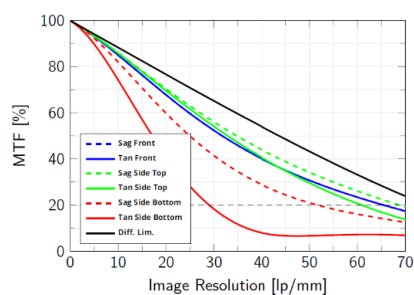 100
80
60
40
20
0
MTF [%]
Sag Front
Tan Front
Sag Side Top
Tan Side Top
Sag Side Bottom
Tan Side Bottom
Diff. Lim.
0 10 20 30 40 50 60 70
Image Resolution [lp/mm]